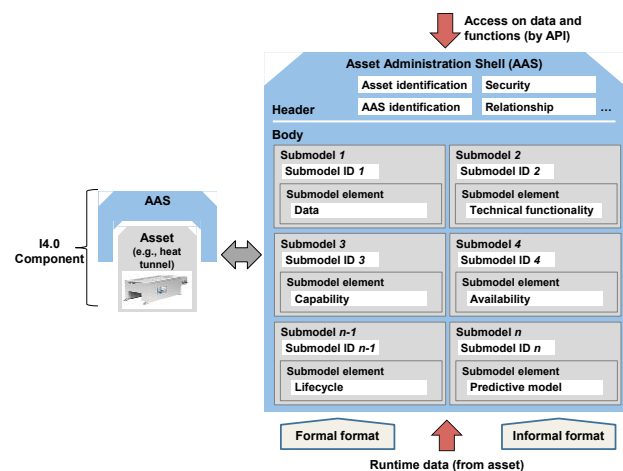 Access on data and
functions (by API)
Asset Administration Shell (AAS)
Asset identification
Security
Header
AAS identification
Relationship
...
Body
Submodel 1
Submodel ID 1
Submodel element
Data
Submodel 2
Submodel ID 2
Submodel element
Technical functionality
Submodel 3
Submodel ID 3
Submodel element
Capability
Submodel 4
Submodel ID 4
Submodel element
Availability
Submodel n-1
Submodel ID n-1
Submodel element
Lifecycle
Submodel n
Submodel ID n
Submodel element
Predictive model
I4.0
Component
AAS
Asset
(e.g., heat
tunnel)
Formal format
Informal format
Runtime data (from asset)